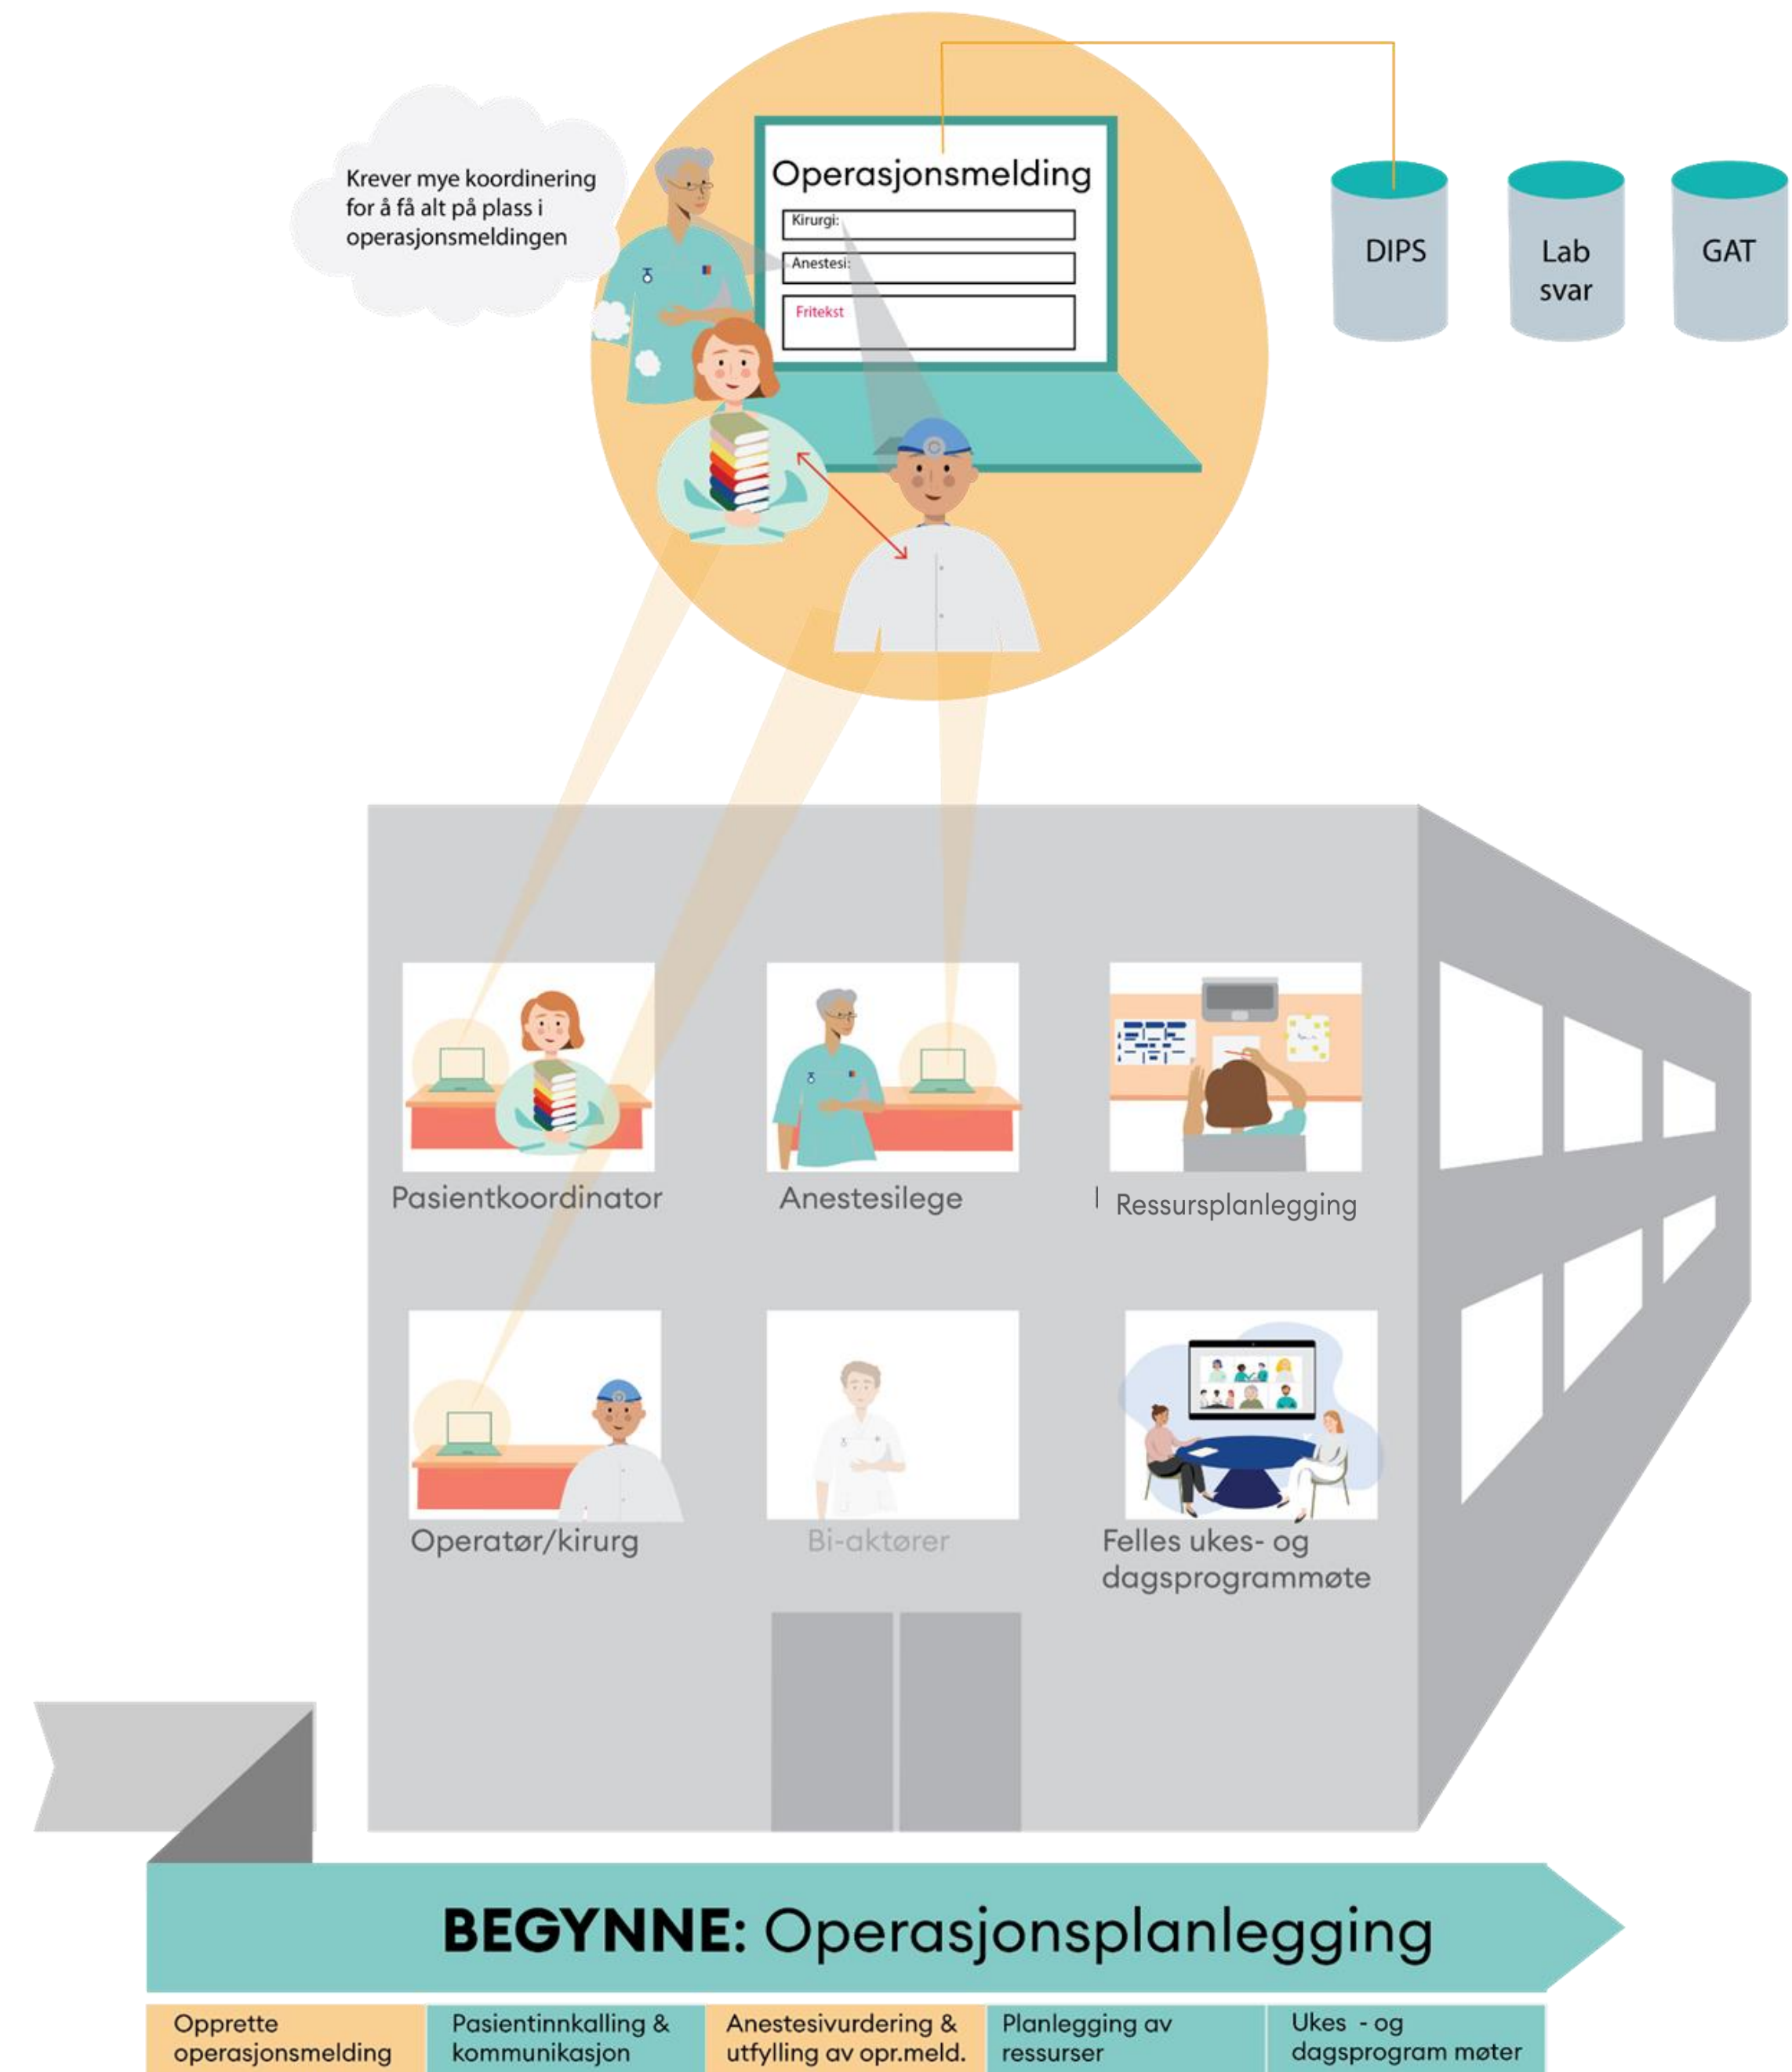 Krever mye koordinering
for å få alt på plass i
operasjonsmeldingen
Operasjonsmelding
Kirurgi:
Anestesi:
Fritekst
DIPS
Lab
svar
GAT
Pasientkoordinator
Anestesilege
Ressursplanlegging
Operatør/kirurg
Bi-aktører
Felles ukes- og
dagsprogrammøte
BEGYNNE: Operasjonsplanlegging
Opprette
operasjonsmelding
Pasientinnkalling &
kommunikasjon
Anestesivurdering &
utfylling av opr.meld.
Planlegging av
ressurser
Ukes - og
dagsprogram møter